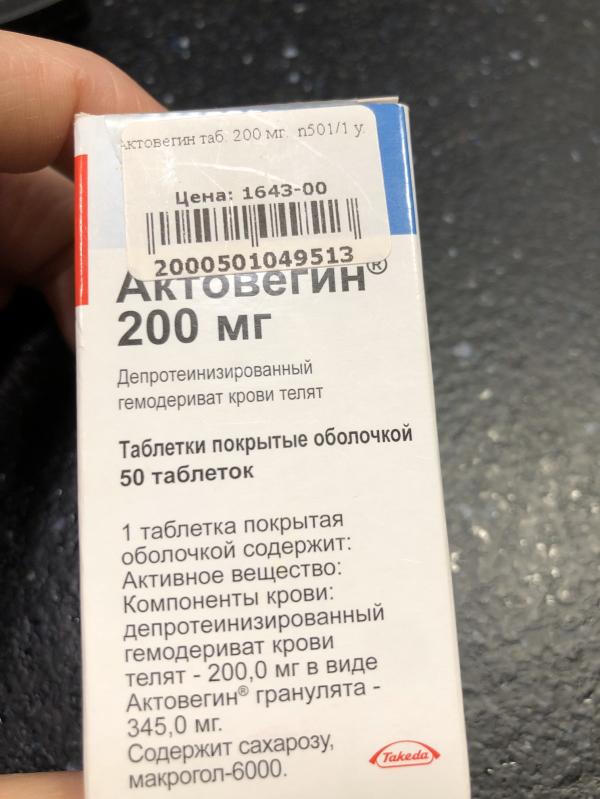 Актовегин таб. 200 мг. n501/1 у.
Цена: 1643-00
2000501049513
Актовегин®
200 мг
Депротеинизированный
гемодериват крови телят
Таблетки покрытые оболочкой
50 таблеток
1 таблетка покрытая
оболочкой содержит:
Активное вещество:
Компоненты крови:
депротеинизированный
гемодериват крови
телят - 200,0 мг в виде
Актовегин® гранулята -
345,0 мг.
Содержит сахарозу,
макрогол-6000.
Takeda